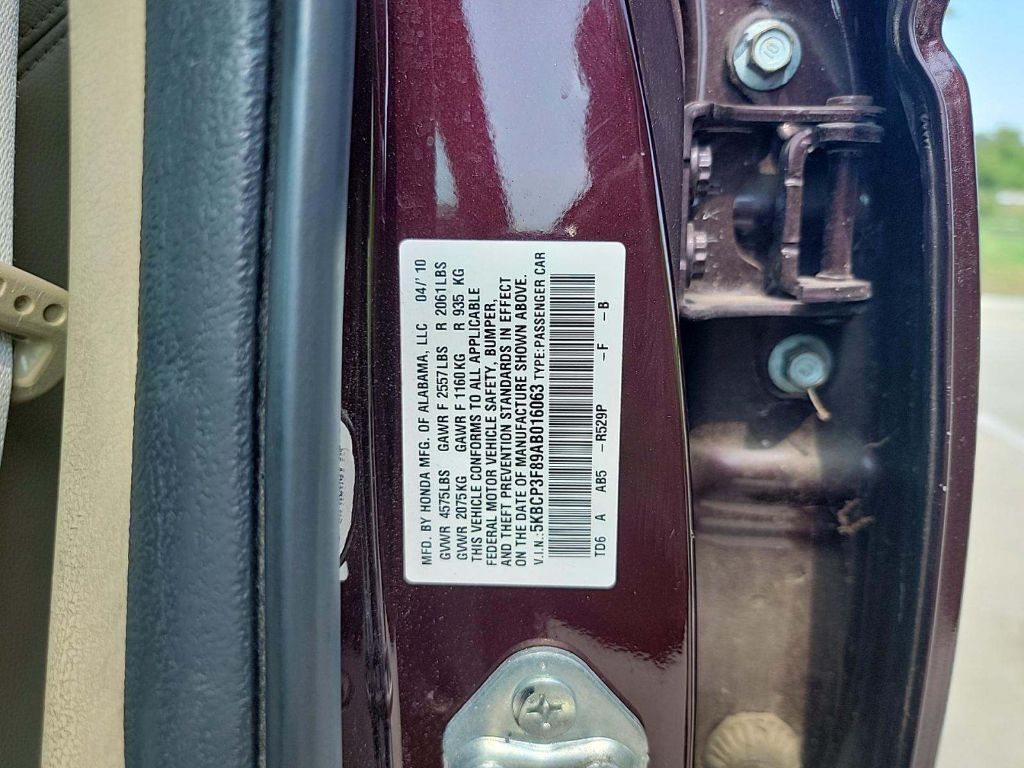 MFD. BY HONDA MFG. OF ALABAMA, LLC 04/'10
GVWR 4575LBS GAWR F 2557LBS R 2061LBS
GVWR 2075KG GAWR F 1160KG R 935 KG
THIS VEHICLE CONFORMS TO ALL APPLICABLE
FEDERAL MOTOR VEHICLE SAFETY, BUMPER,
AND THEFT PREVENTION STANDARDS IN EFFECT
ON THE DATE OF MANUFACTURE SHOWN ABOVE.
V.I.N.: 5KBCP3F89AB016063 TYPE:PASSENGER CAR
TD6 A AB5 -R529P -F -B